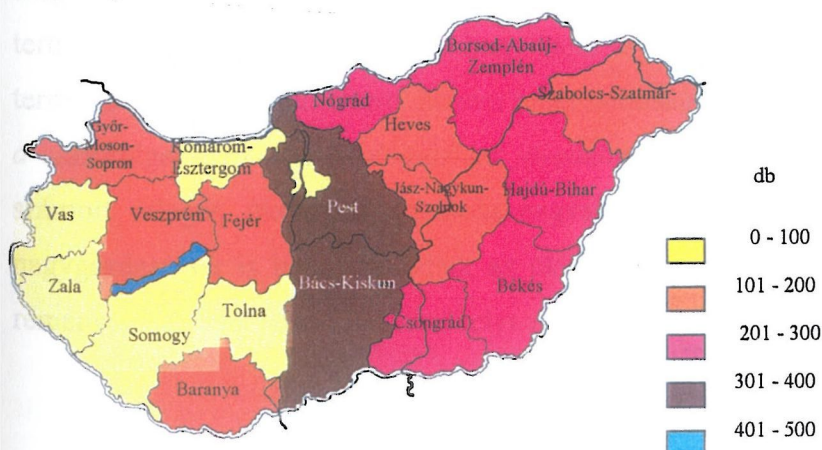 Borsod-Abaúj-
Zemplén
Nógrád
Szabolcs-Szatmár-
Heves
Győr-
Moson-
Sopron
Komárom-
Esztergom
Jász-Nagykun-
Szolnok
Hajdu-Bihar
Vas
Veszprém
Fejér
Pest
Zala
Bács-Kiskun
Békés
Tolna
Somogy
Csongrád
Baranya
db
0 - 100
101 - 200
201 - 300
301 - 400
401 - 500